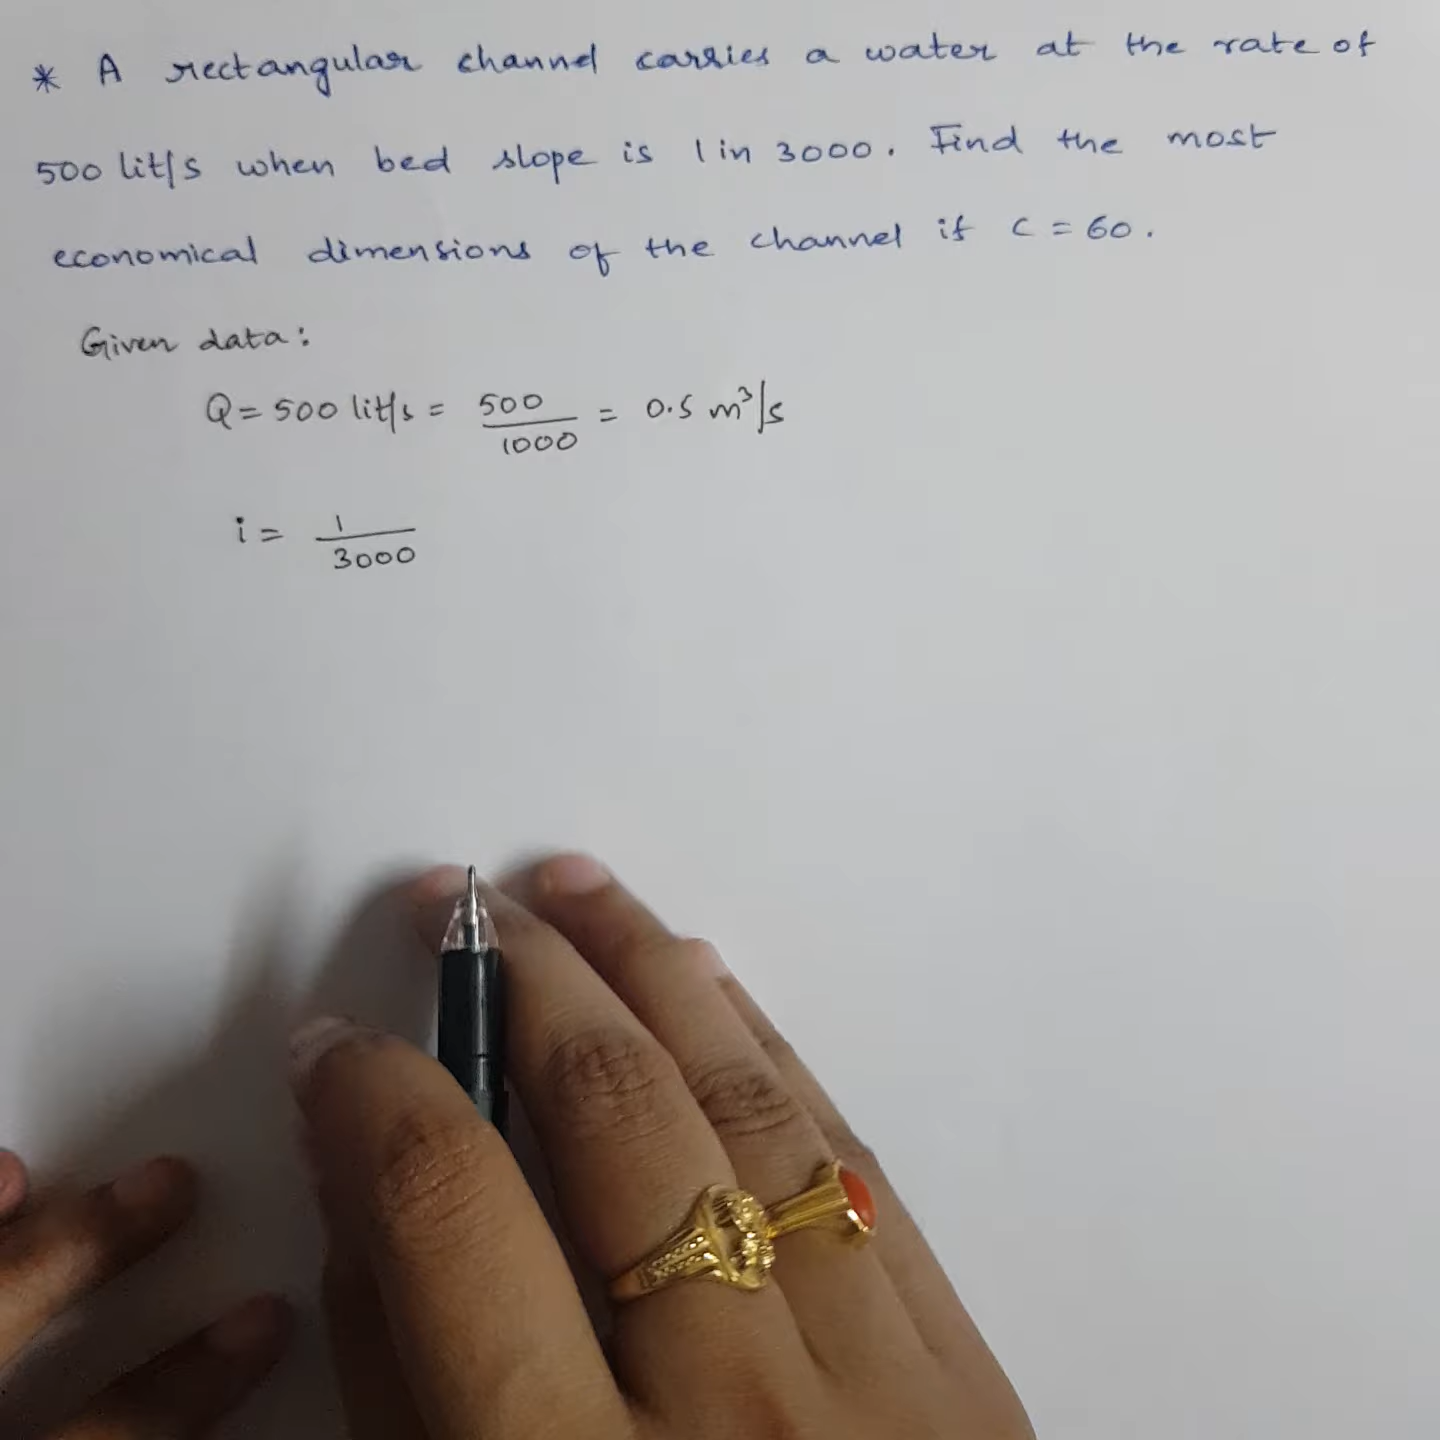 * A rectangular channel carries a water at the rate of
500 lit/s when bed slope is 1 in 3000. Find the most
economical dimensions of the channel if C = 60.
Given data:
Q = 500 lit/s = 500/1000 = 0.5 m³/s
i = 1/3000